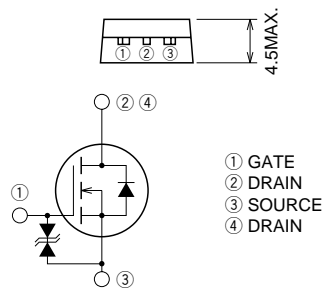 ① ② ③
4.5MAX.
② ④
①
① GATE
② DRAIN
③ SOURCE
④ DRAIN
③